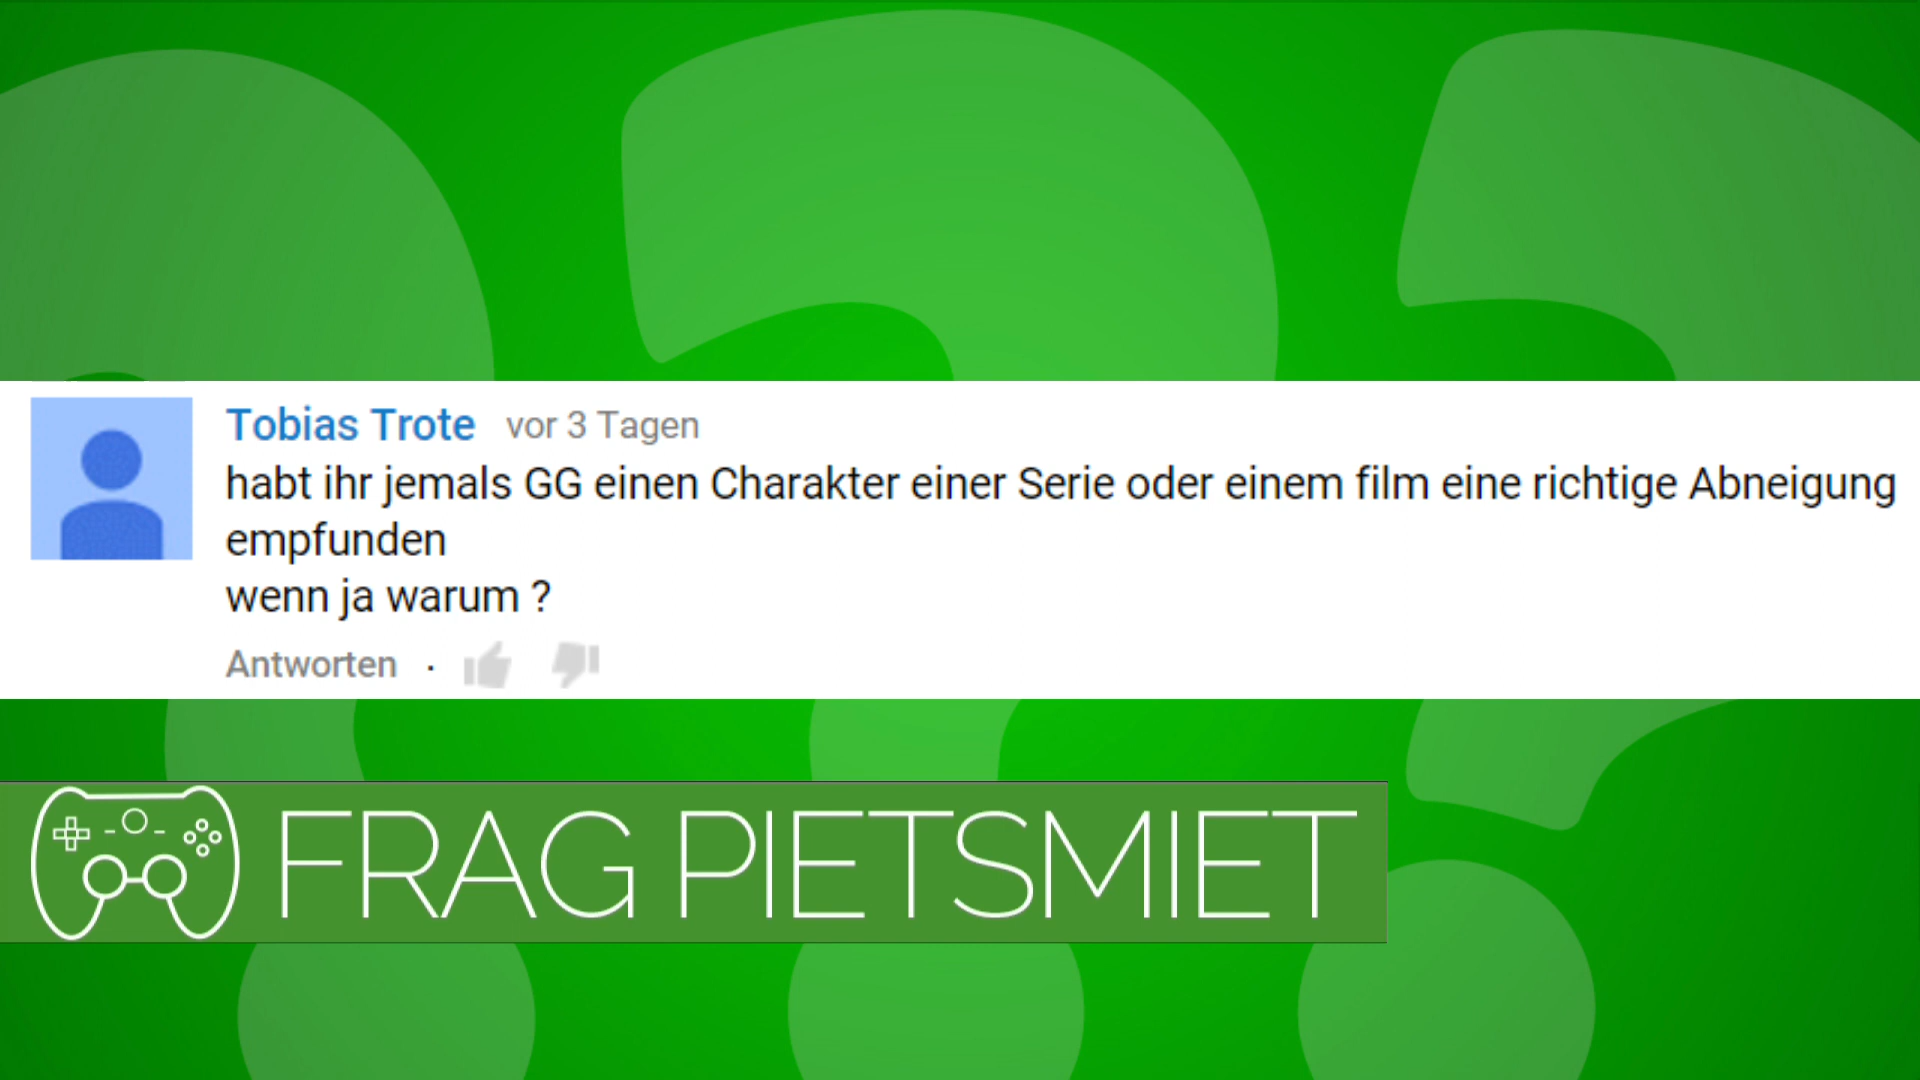 Tobias Trote vor 3 Tagen
habt ihr jemals GG einen Charakter einer Serie oder einem film eine richtige Abneigung
empfunden
wenn ja warum ?
Antworten ·
FRAG PIETSMIET